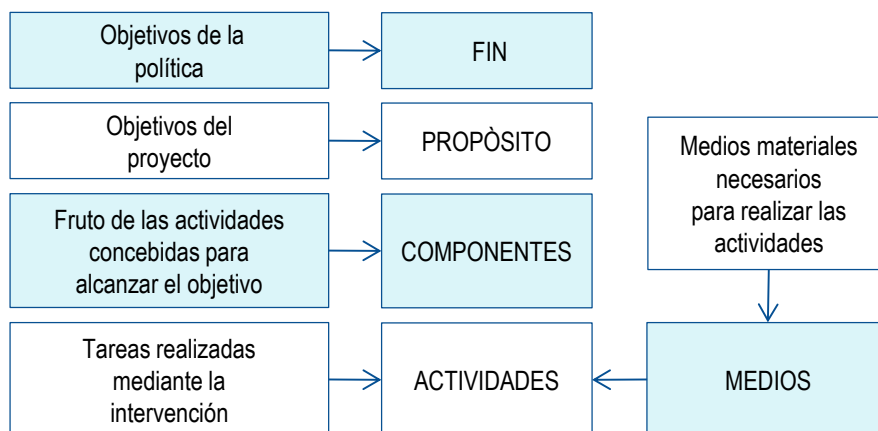 Objetivos de la
política
FIN
Objetivos del
proyecto
PROPÒSITO
Medios materiales
necesarios
para realizar las
actividades
Fruto de las actividades
concebidas para
alcanzar el objetivo
COMPONENTES
Tareas realizadas
mediante la
intervención
ACTIVIDADES
MEDIOS